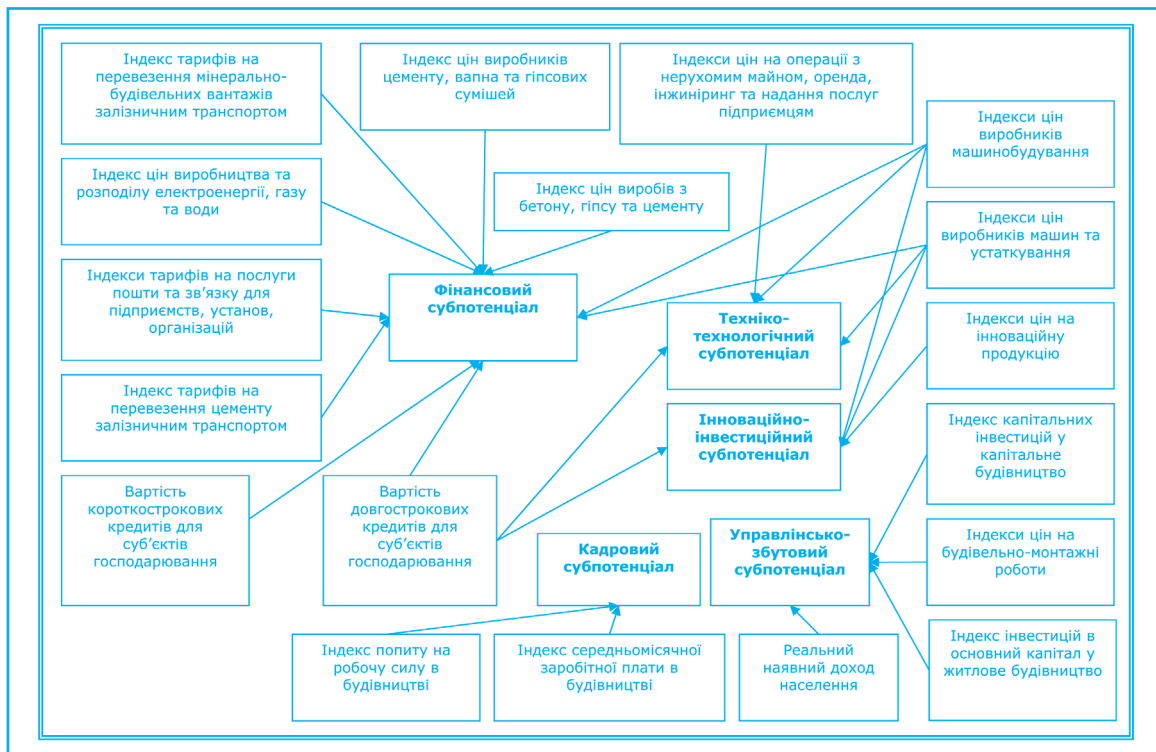 Індекс тарифів на
перевезення мінерально-
будівельних вантажів
залізничним транспортом
Індекс цін виробників
цементу, вапна та гіпсових
сумішей
Індекси цін на операції з
нерухомим майном, оренда,
інжиніринг та надання послуг
підприємцям
Індекси цін
виробників
машинобудування
Індекс цін виробництва та
розподілу електроенергії, газу
та води
Індекс цін виробів з
бетону, гіпсу та цементу
Індекси цін
виробників машин та
устаткування
Індекси тарифів на послуги
пошти та зв’язку для
підприємств, установ,
організацій
Фінансовий
субпотенціал
Техніко-
технологічний
субпотенціал
Індекси цін на
інноваційну
продукцію
Індекс тарифів на
перевезення цементу
залізничним транспортом
Інноваційно-
інвестиційний
субпотенціал
Індекс капітальних
інвестицій у
капітальне
будівництво
Вартість
короткострокових
кредитів для
суб’єктів
господарювання
Вартість
довгострокових
кредитів для
суб’єктів
господарювання
Кадровий
субпотенціал
Управлінсько-
збутовий
субпотенціал
Індекси цін на
будівельно-монтажні
роботи
Індекс попиту на
робочу силу в
будівництві
Індекс середньомісячної
заробітної плати в
будівництві
Реальний
наявний доход
населення
Індекс інвестицій в
основний капітал у
житлове будівництво